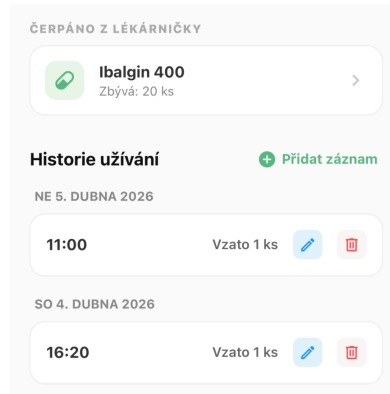 ČERPÁNO Z LÉKÁRNIČKY
Ibalgin 400
Zbývá: 20 ks
Historie užívání
Přidat záznam
NE 5. DUBNA 2026
11:00 Vzato 1 ks
SO 4. DUBNA 2026
16:20 Vzato 1 ks